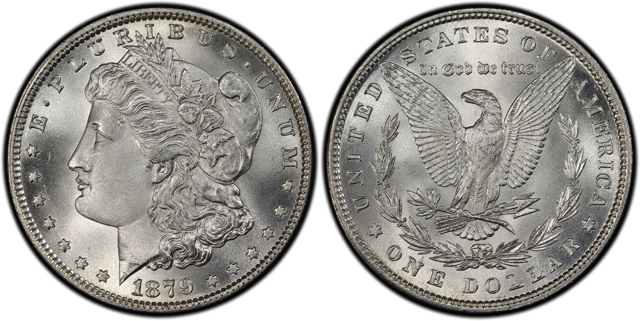 E · PLURIBUS · UNUM
LIBERTY
1879
UNITED STATES OF AMERICA
In God we trust
ONE DOLLAR